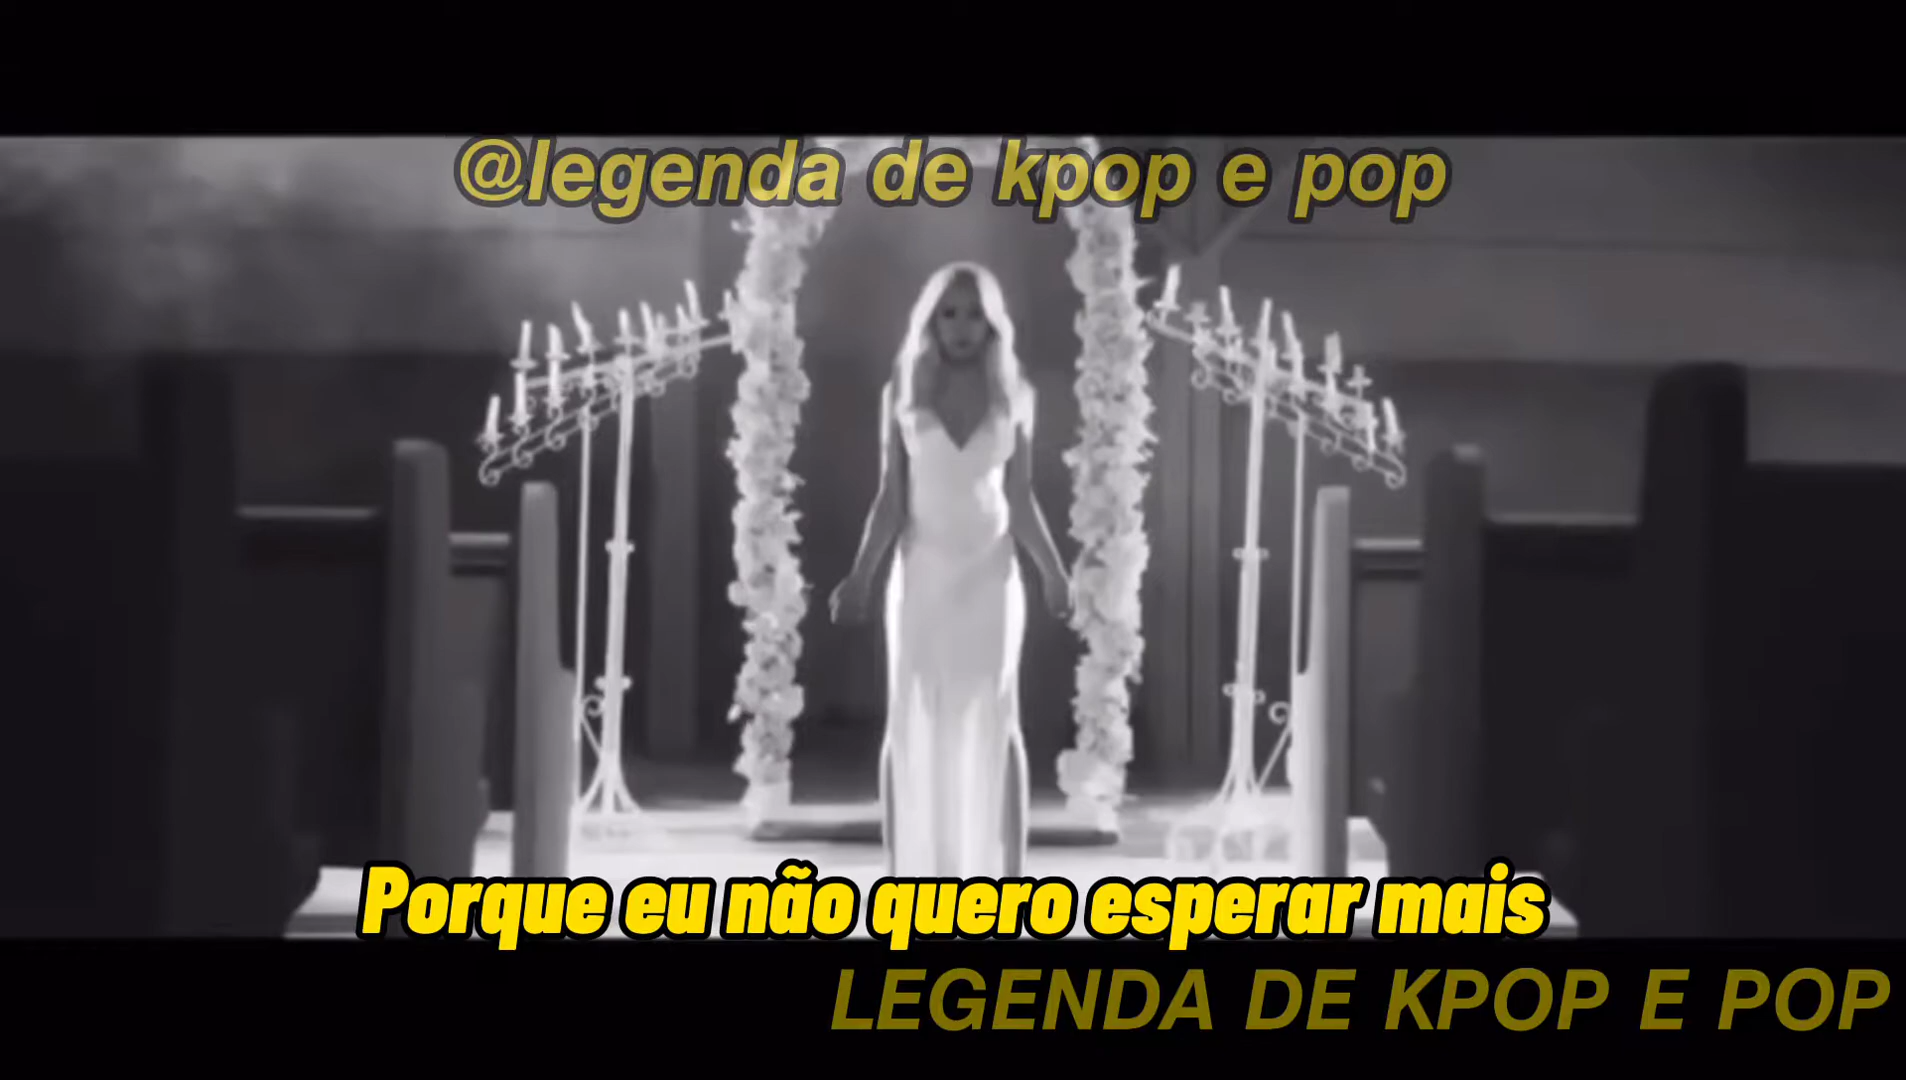 @legenda de kpop e pop
Porque eu não quero esperar mais
LEGENDA DE KPOP E POP